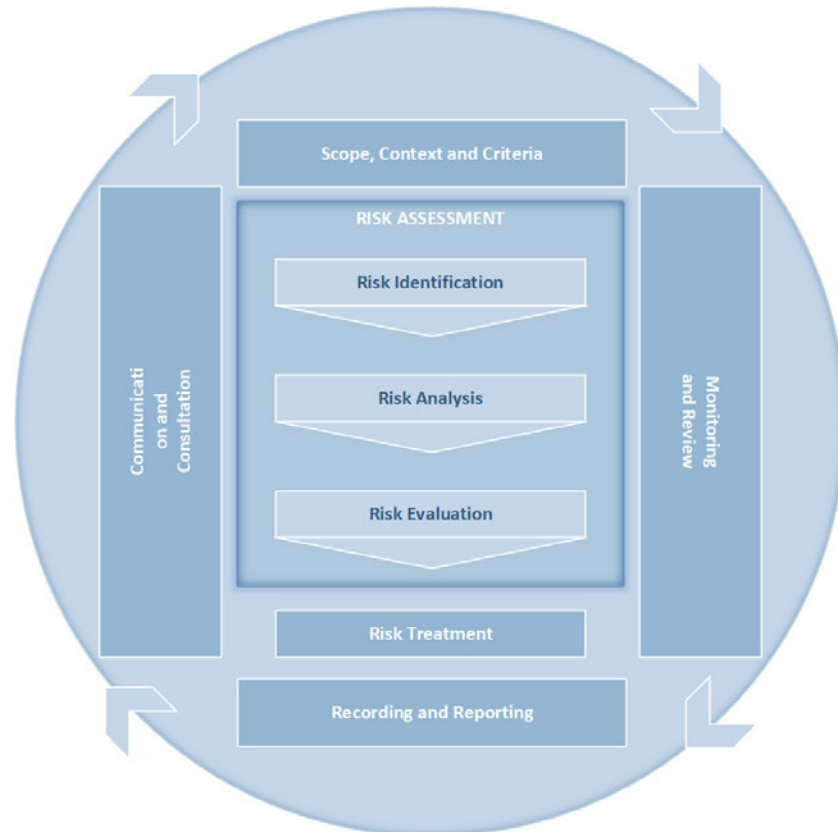 Scope, Context and Criteria
RISK ASSESSMENT
Risk Identification
Risk Analysis
Risk Evaluation
Risk Treatment
Recording and Reporting
Communicati
on and
Consultation
Monitoring
and Review